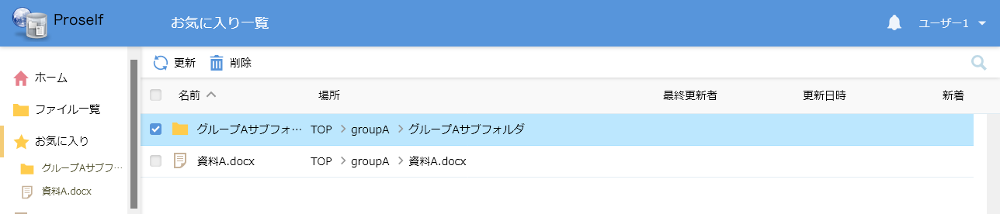 Proself
お気に入り一覧
ユーザー1
ホーム
ファイル一覧
お気に入り
グループAサブフ…
資料A.docx
更新 削除
名前 場所 最終更新者 更新日時 新着
グループAサブフォ… TOP groupA グループAサブフォルダ
資料A.docx TOP groupA 資料A.docx